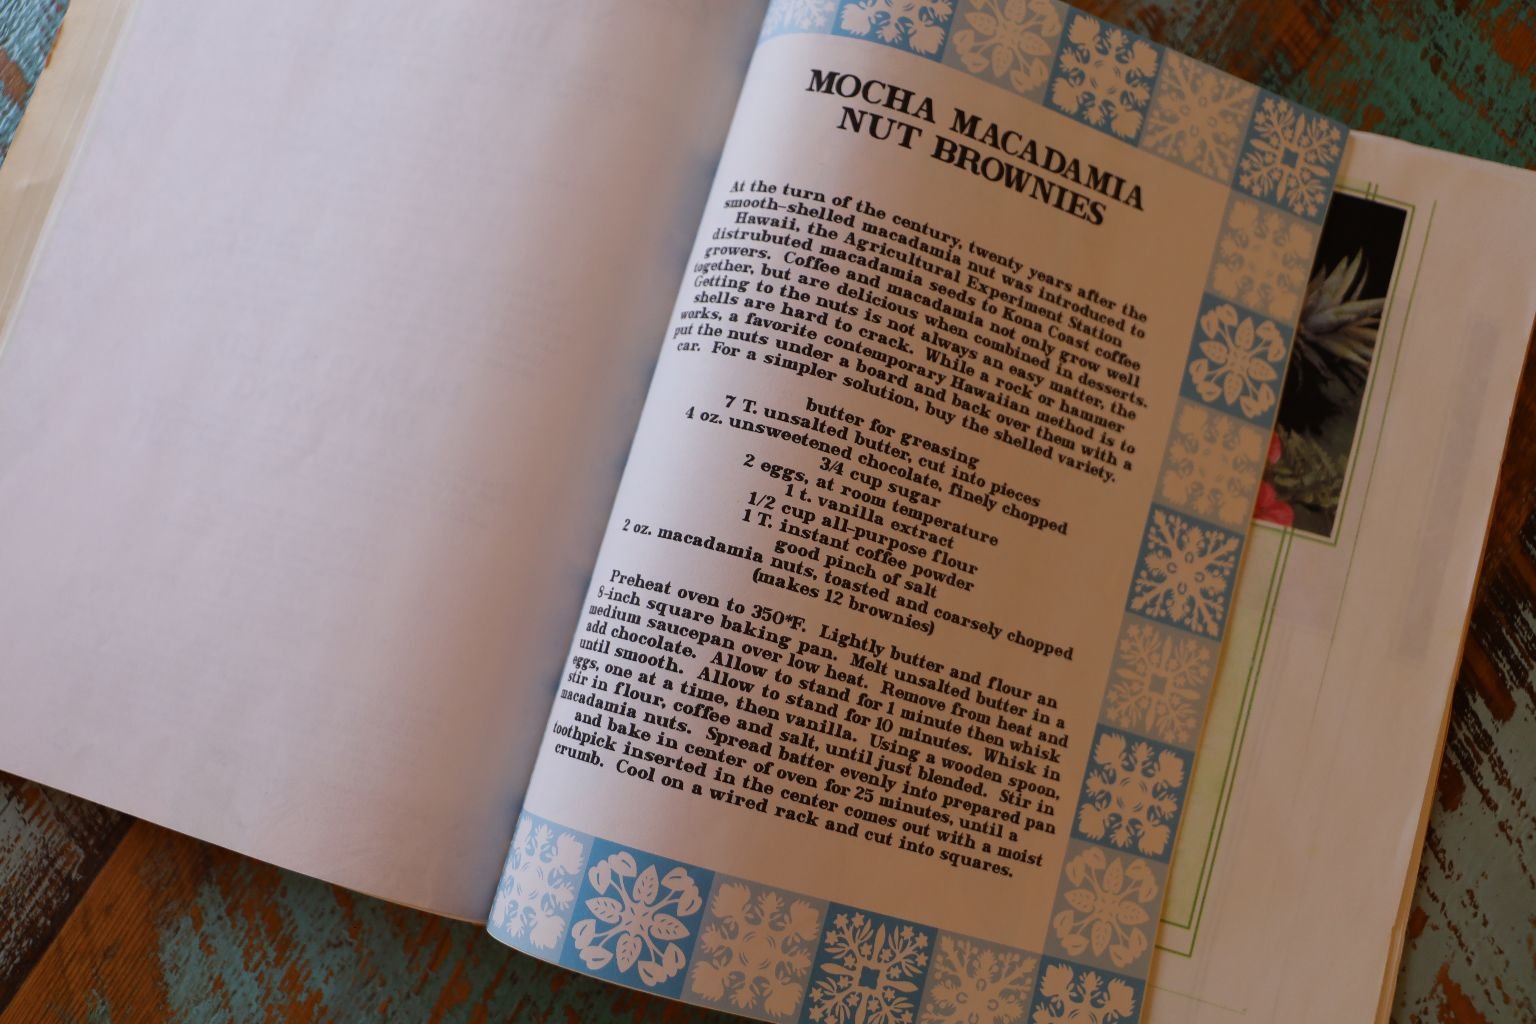 MOCHA MACADAMIA
NUT BROWNIES
At the turn of the century, twenty years after the
smooth-shelled macadamia nut was introduced to
Hawaii, the Agricultural Experiment Station
distrubuted macadamia seeds to Kona Coast coffee
growers. Coffee and macadamia not only grow well
together, but are delicious when combined in desserts.
Getting to the nuts is not always an easy matter, the
shells are hard to crack. While a rock or hammer
works, a favorite contemporary Hawaiian method is to
put the nuts under a board and back over them with a
car. For a simpler solution, buy the shelled variety.
butter for greasing
7 T. unsalted butter, cut into pieces
4 oz. unsweetened chocolate, finely chopped
3/4 cup sugar
2 eggs, at room temperature
1 t. vanilla extract
1/2 cup all-purpose flour
1 T. instant coffee powder
good pinch of salt
2 oz. macadamia nuts, toasted and coarsely chopped
(makes 12 brownies)
Preheat oven to 350*F. Lightly butter and flour an
8-inch square baking pan. Melt unsalted butter in a
medium saucepan over low heat. Remove from heat and
add chocolate. Allow to stand for 1 minute then whisk
until smooth. Allow to stand for 10 minutes. Whisk in
eggs, one at a time, then vanilla. Using a wooden spoon,
stir in flour, coffee and salt, until just blended. Stir in
macadamia nuts. Spread batter evenly into prepared pan
and bake in center of oven for 25 minutes, until a
toothpick inserted in the center comes out with a moist
crumb. Cool on a wired rack and cut into squares.